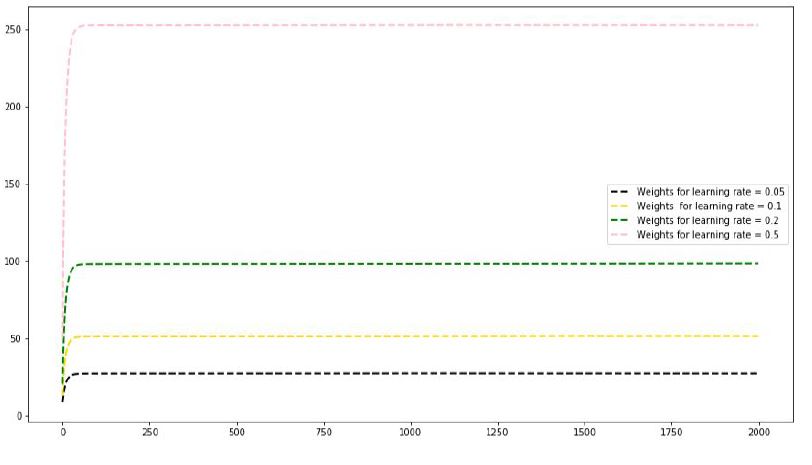 250
200
150
100
50
0
Weights for learning rate = 0.05
Weights  for learning rate = 0.1
Weights for learning rate = 0.2
Weights for learning rate = 0.5
0 250 500 750 1000 1250 1500 1750 2000